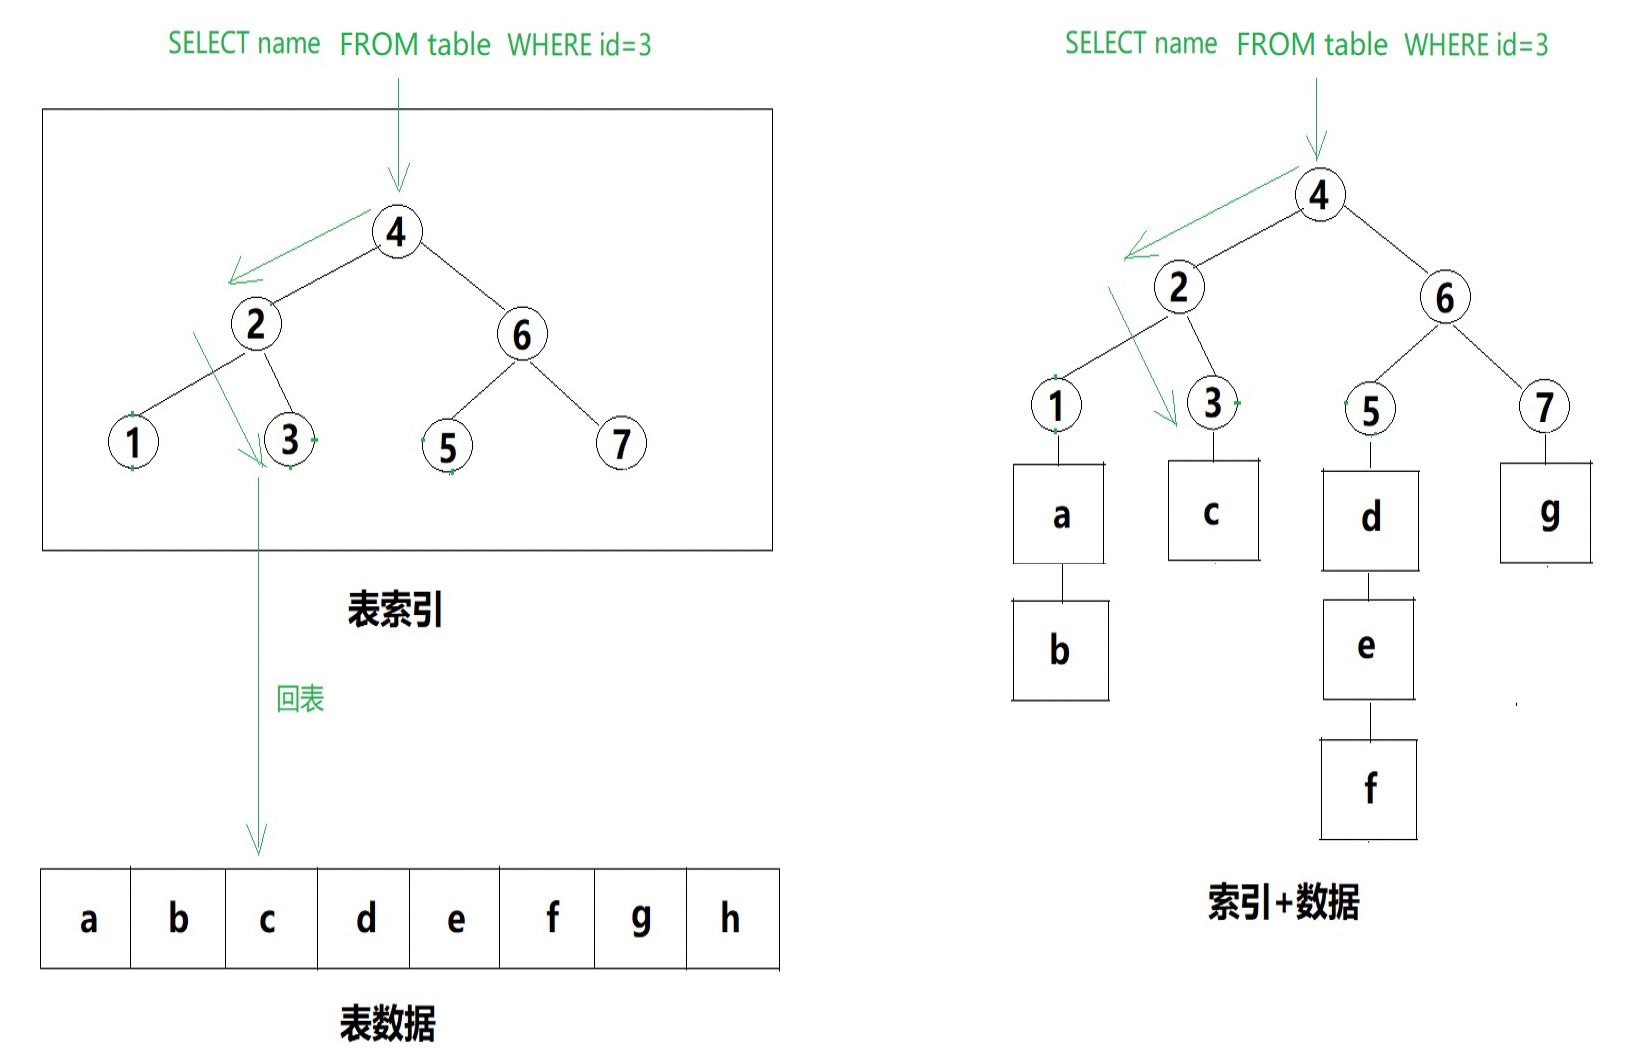 SELECT name FROM table WHERE id=3
4
2
6
1
3
5
7
表索引
回表
a b c d e f g h
表数据
SELECT name FROM table WHERE id=3
4
2
6
1
3
5
7
a
c
d
g
b
e
f
索引+数据